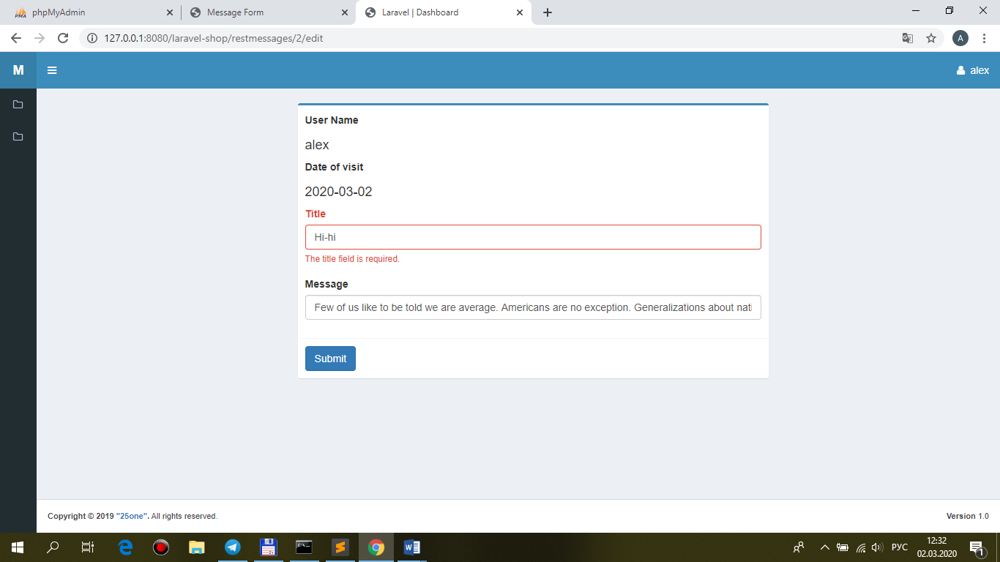 phpMyAdmin
Message Form
Laravel | Dashboard
127.0.0.1:8080/laravel-shop/restmessages/2/edit
A
M
alex
User Name
alex
Date of visit
2020-03-02
Title
Hi-hi
The title field is required.
Message
Few of us like to be told we are average. Americans are no exception. Generalizations about nati
Submit
Copyright © 2019 "25one". All rights reserved.
Version 1.0
РУС
12:32
02.03.2020
1